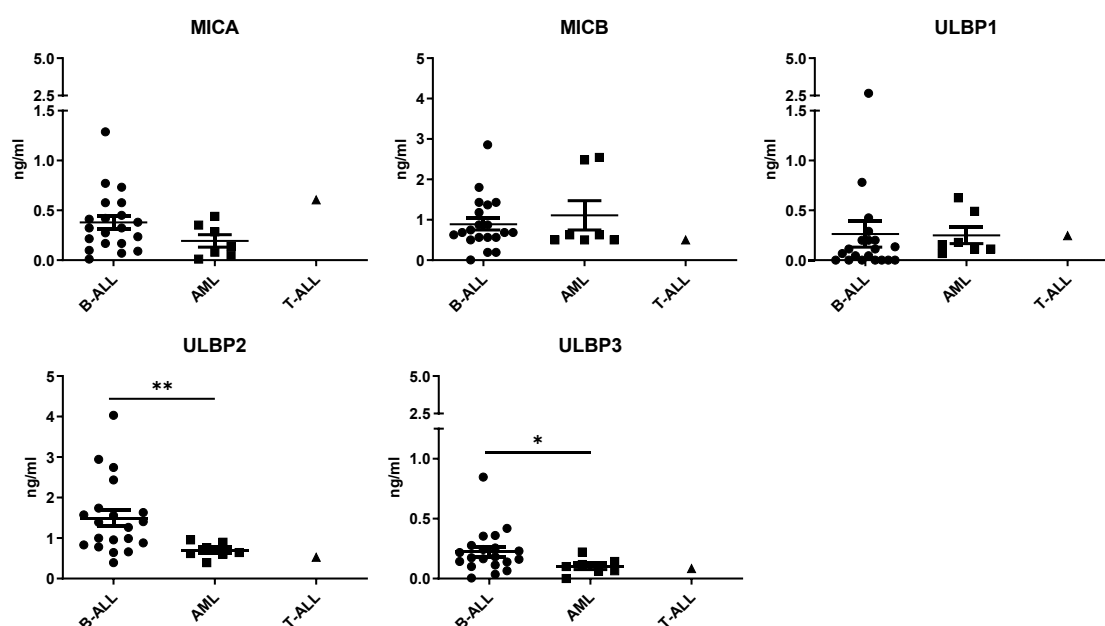 MICA
MICB
ULBP1
5.0
2.5
1.5
1.0
0.5
0.0
ng/ml
B-ALL
AML
T-ALL
5
4
3
2
1
0
ng/ml
B-ALL
AML
T-ALL
5.0
2.5
1.5
1.0
0.5
0.0
ng/ml
B-ALL
AML
T-ALL
ULBP2
ULBP3
5
4
3
2
1
0
ng/ml
**
B-ALL
AML
T-ALL
5.0
2.5
1.0
0.5
0.0
ng/ml
*
B-ALL
AML
T-ALL